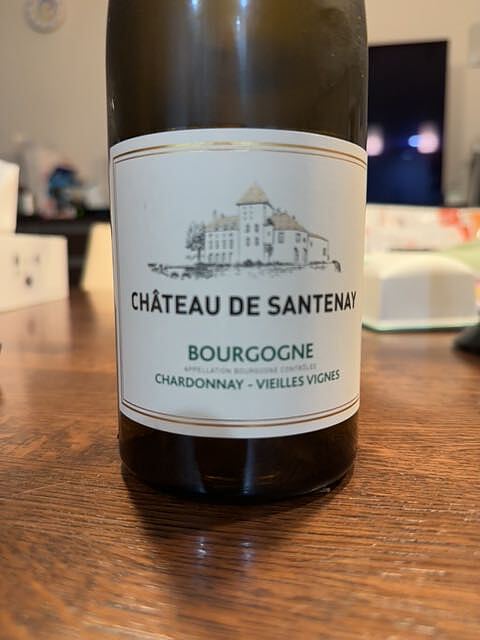 CHÂTEAU DE SANTENAY
BOURGOGNE
APPELLATION BOURGOGNE CONTRÔLÉE
CHARDONNAY - VIEILLES VIGNES